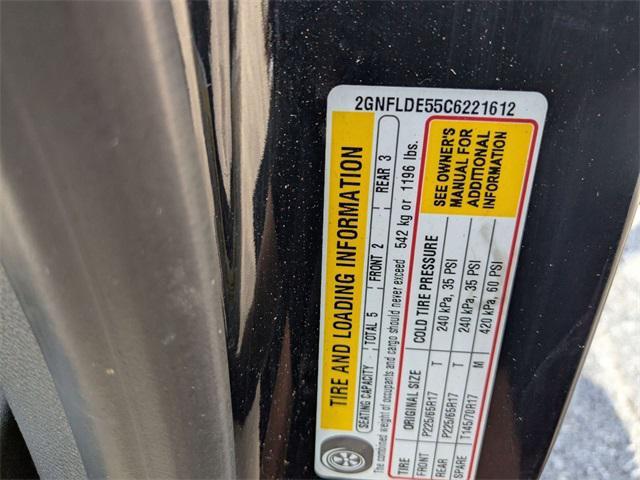 2GNFLDE55C6221612
TIRE AND LOADING INFORMATION
SEATING CAPACITY TOTAL 5 FRONT 2 REAR 3
The combined weight of occupants and cargo should never exceed 542 kg or 1196 lbs.
TIRE ORIGINAL SIZE COLD TIRE PRESSURE
FRONT P225/65R17 T 240 kPa, 35 PSI
REAR P225/65R17 T 240 kPa, 35 PSI
SPARE T145/70R17 M 420 kPa, 60 PSI
SEE OWNER'S
MANUAL FOR
ADDITIONAL
INFORMATION